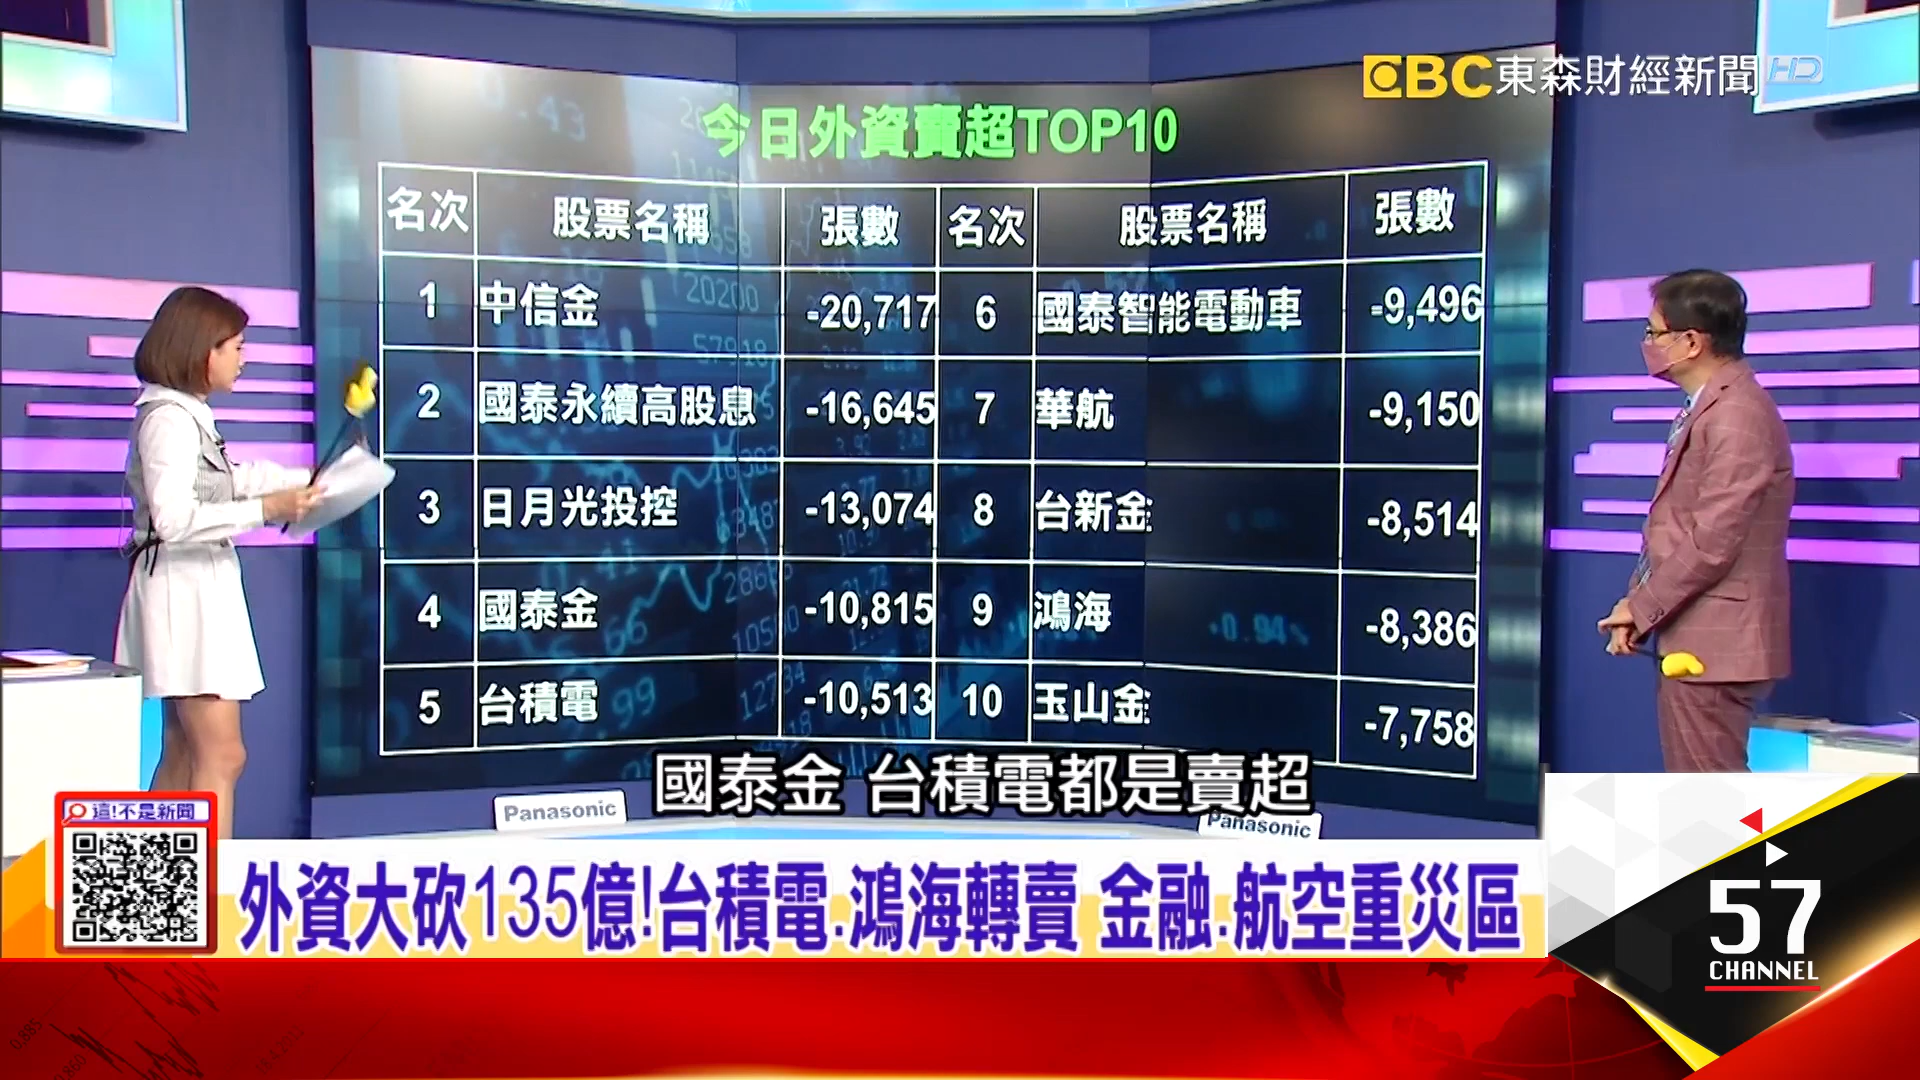 EBC東森財經新聞HD
今日外資賣超TOP10
名次 股票名稱 張數 名次 股票名稱 張數
1 中信金 -20,717 6 國泰智能電動車 -9,496
2 國泰永續高股息 -16,645 7 華航 -9,150
3 日月光投控 -13,074 8 台新金 -8,514
4 國泰金 -10,815 9 鴻海 -8,386
5 台積電 -10,513 10 玉山金 -7,758
國泰金 台積電都是賣超
Panasonic
Panasonic
這!不是新聞
外資大砍135億!台積電.鴻海轉賣 金融.航空重災區
57
CHANNEL